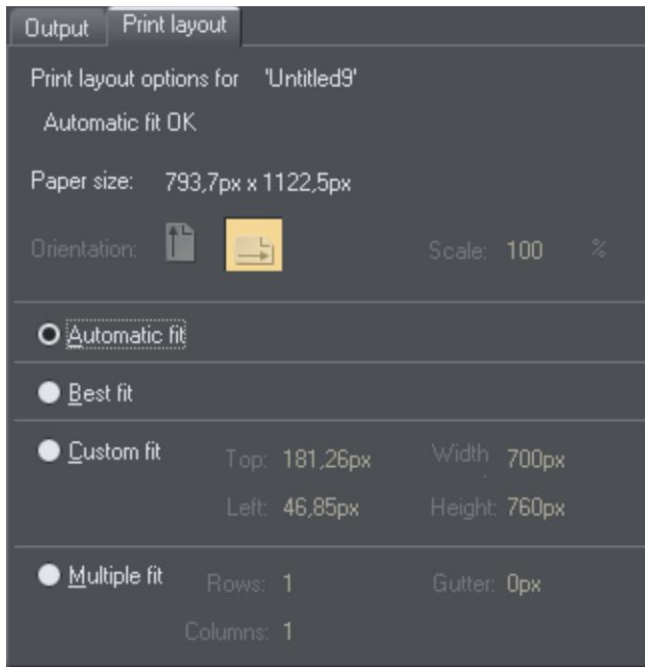 Output Print layout
Print layout options for 'Untitled9'
Automatic fit OK
Paper size: 793,7px x 1122,5px
Orientation: Scale: 100 %
Automatic fit
Best fit
Custom fit Top: 181,26px Width 700px
Left: 46,85px Height: 760px
Multiple fit Rows: 1 Gutter: 0px
Columns: 1